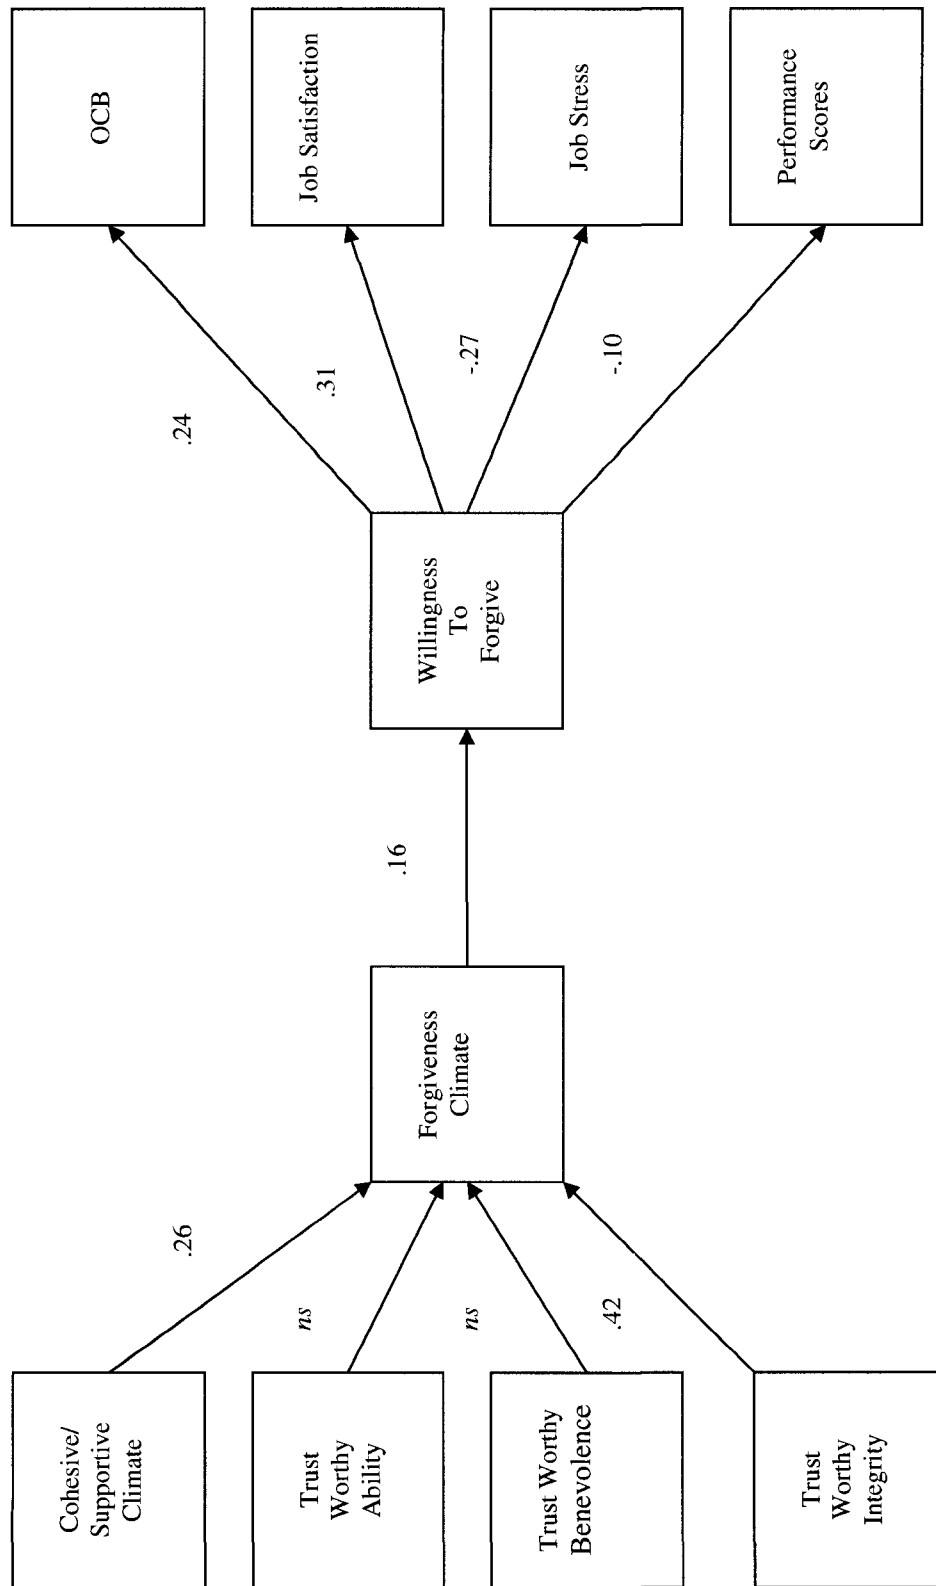 Cohesive/
Supportive
Climate
Trust
Worthy
Ability
Trust Worthy
Benevolence
Trust
Worthy
Integrity
.26
ns
ns
.42
Forgiveness
Climate
.16
Willingness
To
Forgive
.24
.31
-.27
-.10
OCB
Job Satisfaction
Job Stress
Performance
Scores